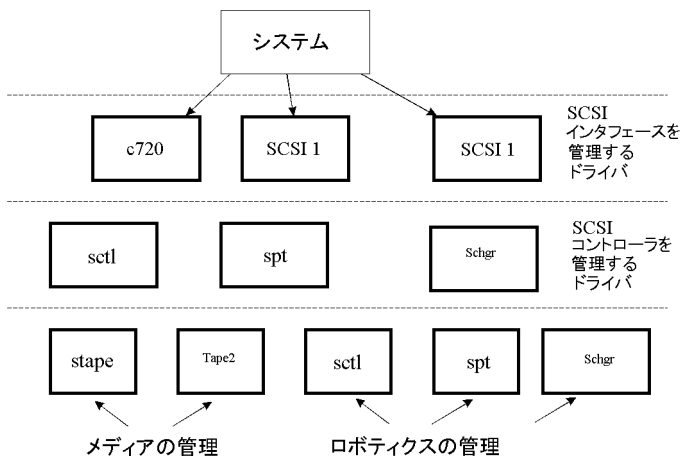 システム
c720
SCSI 1
SCSI 1
SCSI
インタフェースを
管理する
ドライバ
sctl
spt
Schgr
SCSI
コントローラを
管理する
ドライバ
stape
Tape2
sctl
spt
Schgr
メディアの管理
ロボティクスの管理